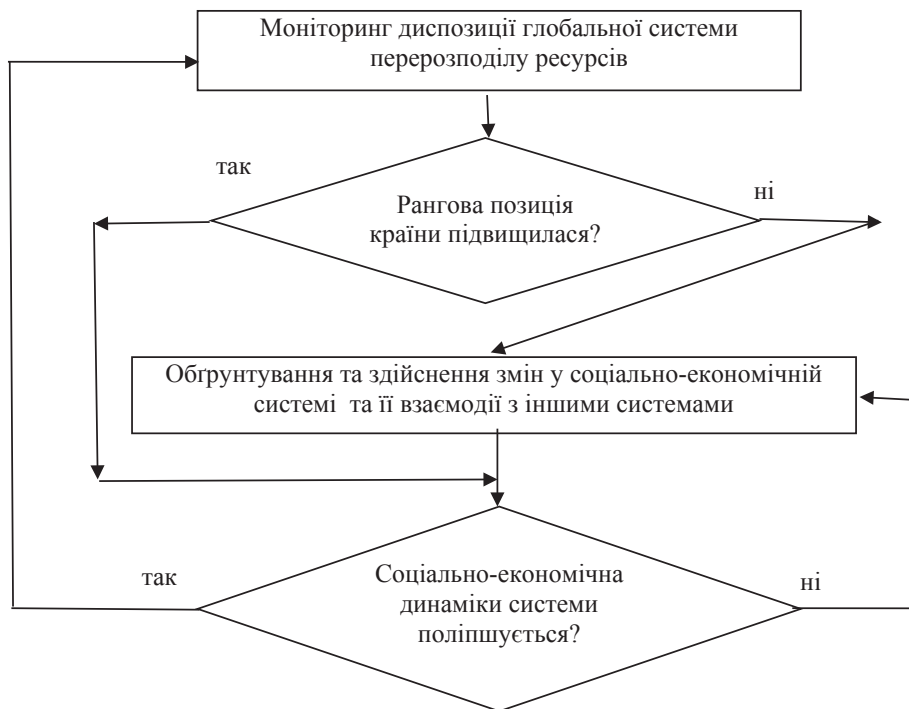 Моніторинг диспозиції глобальної системи
перерозподілу ресурсів
так
ні
Рангова позиція
країни підвищилася?
Обґрунтування та здійснення змін у соціально-економічній
системі та її взаємодії з іншими системами
так
ні
Соціально-економічна
динаміки системи
поліпшується?